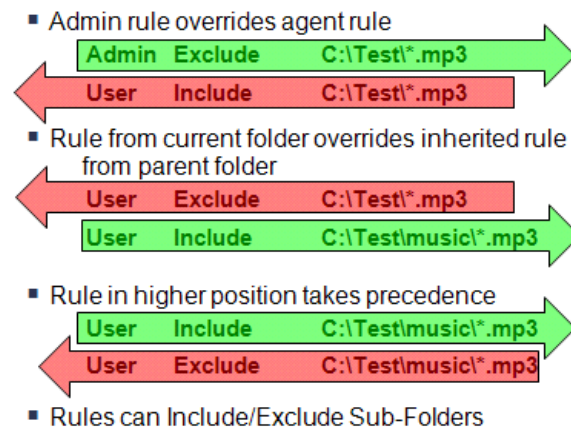 ▪ Admin rule overrides agent rule
Admin Exclude C:\Test\*.mp3
User Include C:\Test\*.mp3
▪ Rule from current folder overrides inherited rule
from parent folder
User Exclude C:\Test\*.mp3
User Include C:\Test\music\*.mp3
▪ Rule in higher position takes precedence
User Include C:\Test\music\*.mp3
User Exclude C:\Test\music\*.mp3
▪ Rules can Include/Exclude Sub-Folders